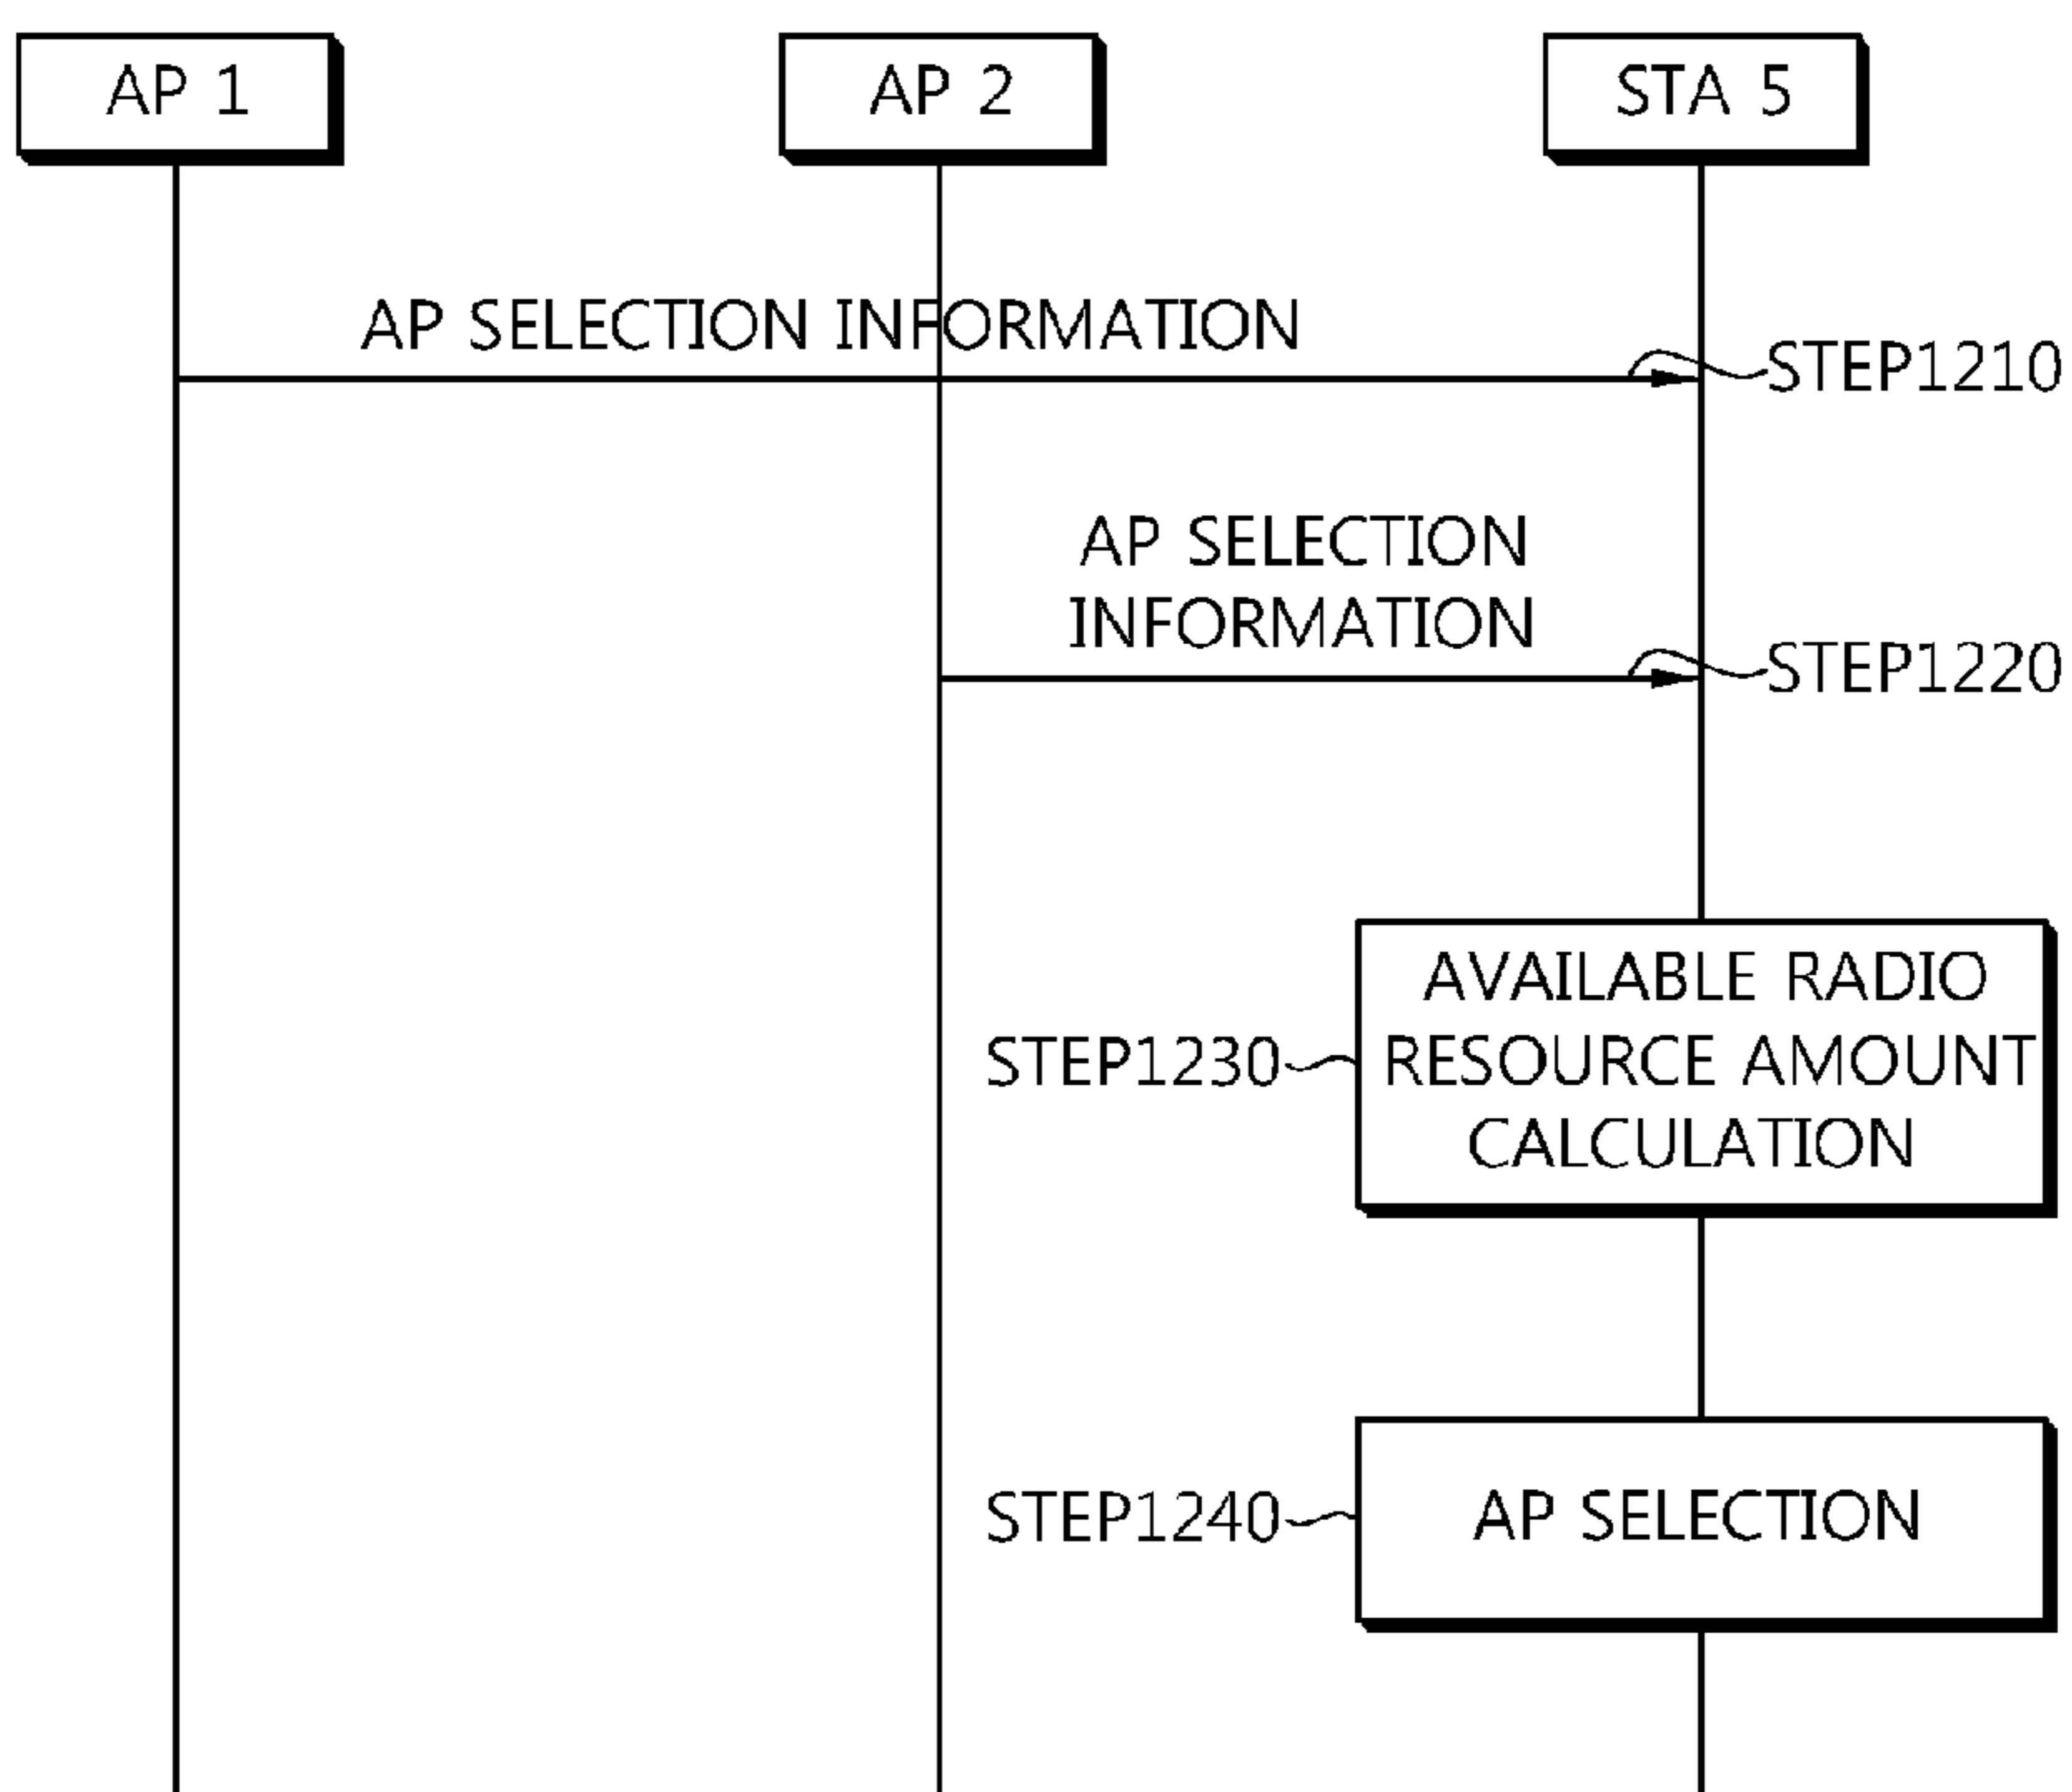 AP 1
AP 2
STA 5
AP SELECTION INFORMATION
STEP1210
AP SELECTION
INFORMATION
STEP1220
AVAILABLE RADIO
RESOURCE AMOUNT
CALCULATION
STEP1230
AP SELECTION
STEP1240